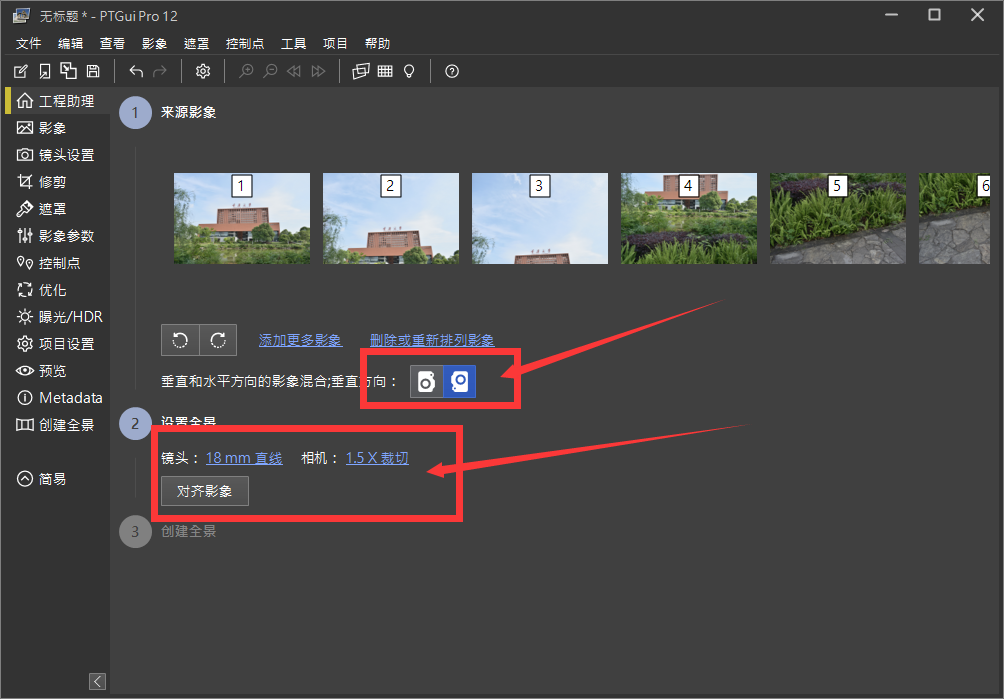 无标题 * - PTGui Pro 12
文件 编辑 查看 影象 遮罩 控制点 工具 项目 帮助
工程助理
影象
镜头设置
修剪
遮罩
影象参数
控制点
优化
曝光/HDR
项目设置
预览
Metadata
创建全景
简易
1 来源影象
1 2 3 4 5 6
添加更多影象 删除或重新排列影象
垂直和水平方向的影象混合;垂直方向：
2 设置全景
镜头： 18 mm 直线 相机： 1.5 X 裁切
对齐影象
3 创建全景